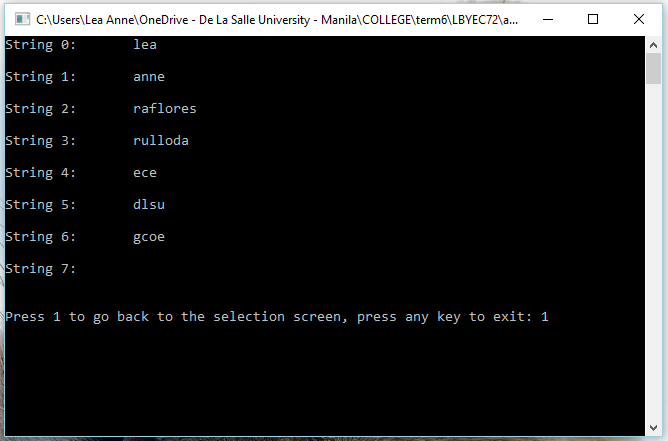 C:\Users\Lea Anne\OneDrive - De La Salle University - Manila\COLLEGE\term6\LBYEC72\a...
String 0: lea
String 1: anne
String 2: raflores
String 3: rulloda
String 4: ece
String 5: dlsu
String 6: gcoe
String 7:
Press 1 to go back to the selection screen, press any key to exit: 1